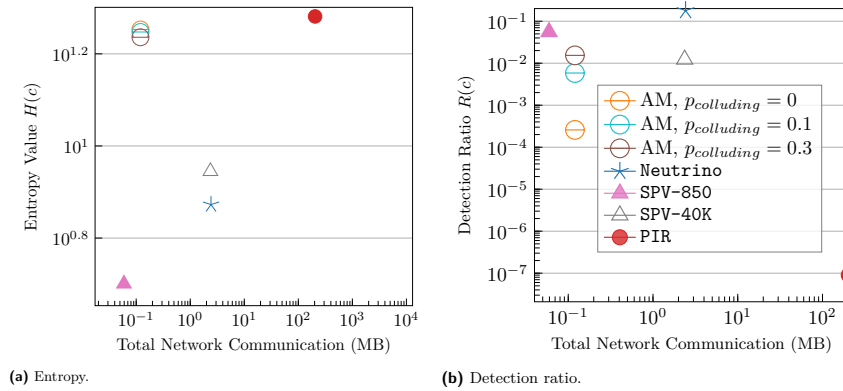 10^1.2
10^1
10^0.8
Entropy Value H(c)
10^−1 10^0 10^1 10^2 10^3 10^4
Total Network Communication (MB)
(a) Entropy.
10^−1
10^−2
10^−3
10^−4
10^−5
10^−6
10^−7
Detection Ratio R(c)
AM, p_colluding = 0
AM, p_colluding = 0.1
AM, p_colluding = 0.3
Neutrino
SPV-850
SPV-40K
PIR
10^−1 10^0 10^1 10^2
Total Network Communication (MB)
(b) Detection ratio.